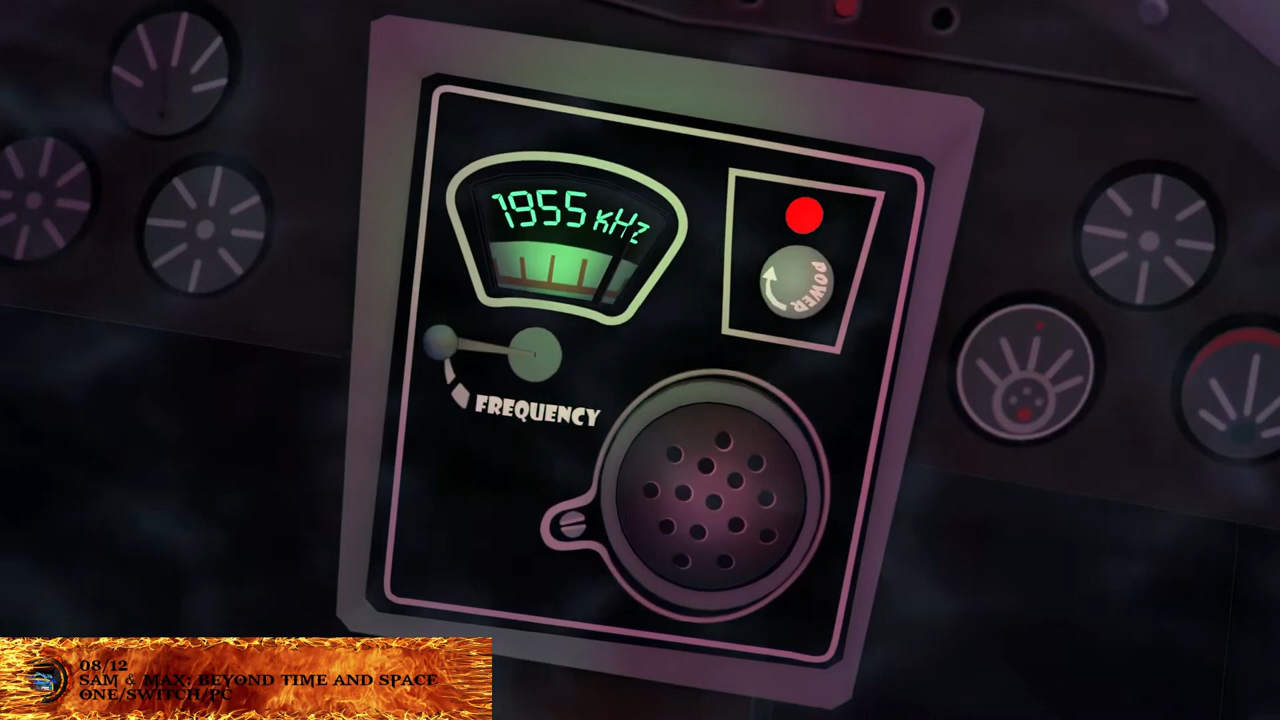 1955 KHz
POWER
FREQUENCY
08/12
SAM & MAX: BEYOND TIME AND SPACE
ONE/SWITCH/PC